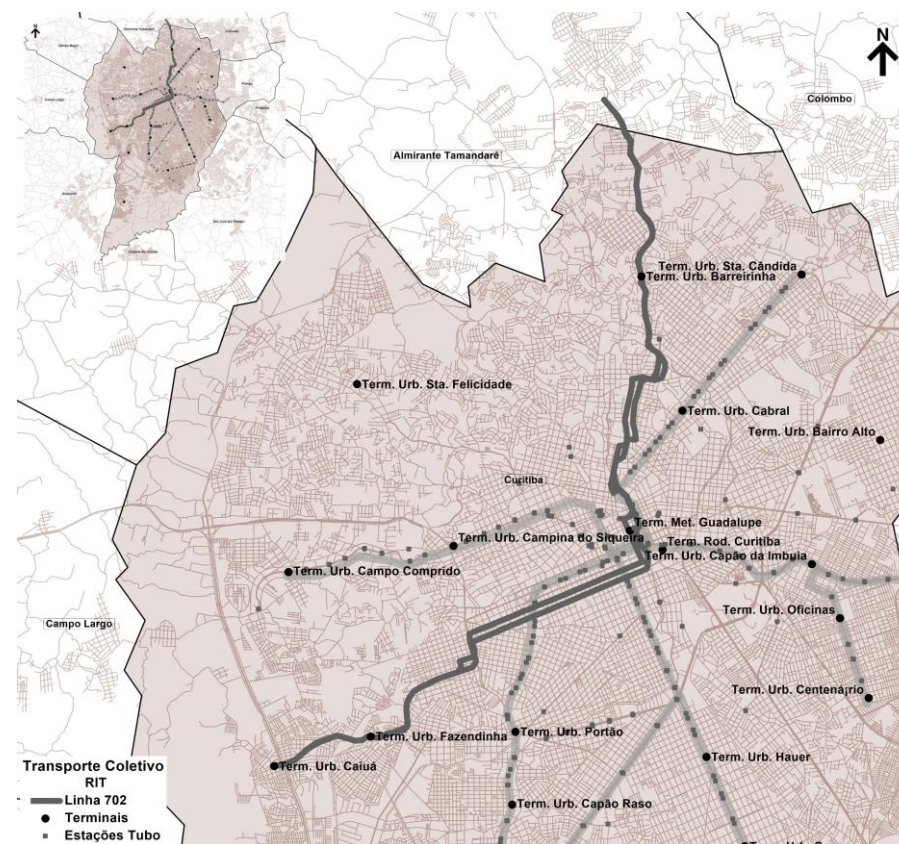 N
Almirante Tamandaré
Colombo
Term. Urb. Sta. Cândida
Term. Urb. Barreirinha
Term. Urb. Sta. Felicidade
Term. Urb. Cabral
Term. Urb. Bairro Alto
Curitiba
Term. Met. Guadalupe
Term. Urb. Campina do Siqueira
Term. Rod. Curitiba
Term. Urb. Capão da Imbuia
Term. Urb. Campo Comprido
Term. Urb. Oficinas
Campo Largo
Term. Urb. Centená¡rio
Term. Urb. Fazendinha
Term. Urb. Portão
Term. Urb. Hauer
Term. Urb. Caiuá
Term. Urb. Capão Raso
Transporte Coletivo
RIT
Linha 702
Terminais
Estações Tubo